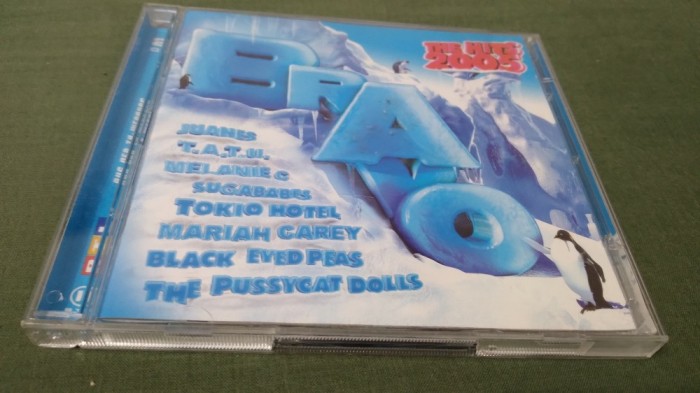 THE HITS
2005
BRAVO
JUANES
T.A.T.U.
MELANIE C
SUGABABES
TOKIO HOTEL
MARIAH CAREY
BLACK EYED PEAS
THE PUSSYCAT DOLLS